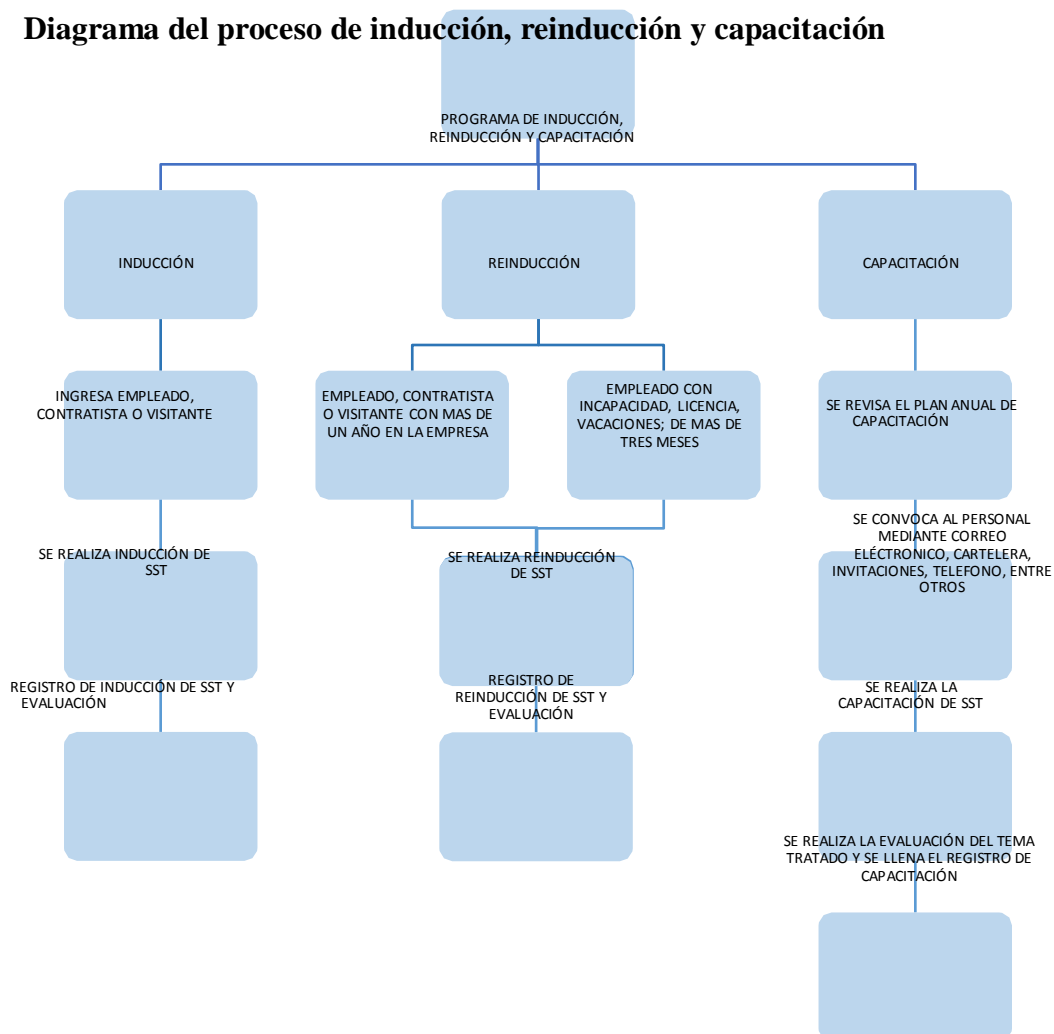 Diagrama del proceso de inducción, reinducción y capacitación
PROGRAMA DE INDUCCIÓN,
REINDUCCIÓN Y CAPACITACIÓN
INDUCCIÓN
REINDUCCIÓN
CAPACITACIÓN
INGRESA EMPLEADO,
CONTRATISTA O VISITANTE
EMPLEADO, CONTRATISTA
O VISITANTE CON MAS DE
UN AÑO EN LA EMPRESA
EMPLEADO CON
INCAPACIDAD, LICENCIA,
VACACIONES; DE MAS DE
TRES MESES
SE REVISA EL PLAN ANUAL DE
CAPACITACIÓN
SE REALIZA INDUCCIÓN DE
SST
SE REALIZA REINDUCCIÓN
DE SST
SE CONVOCA AL PERSONAL
MEDIANTE CORREO
ELÉCTRONICO, CARTELERA,
INVITACIONES, TELEFONO, ENTRE
OTROS
REGISTRO DE INDUCCIÓN DE SST Y
EVALUACIÓN
REGISTRO DE
REINDUCCIÓN DE SST Y
EVALUACIÓN
SE REALIZA LA
CAPACITACIÓN DE SST
SE REALIZA LA EVALUACIÓN DEL TEMA
TRATADO Y SE LLENA EL REGISTRO DE
CAPACITACIÓN